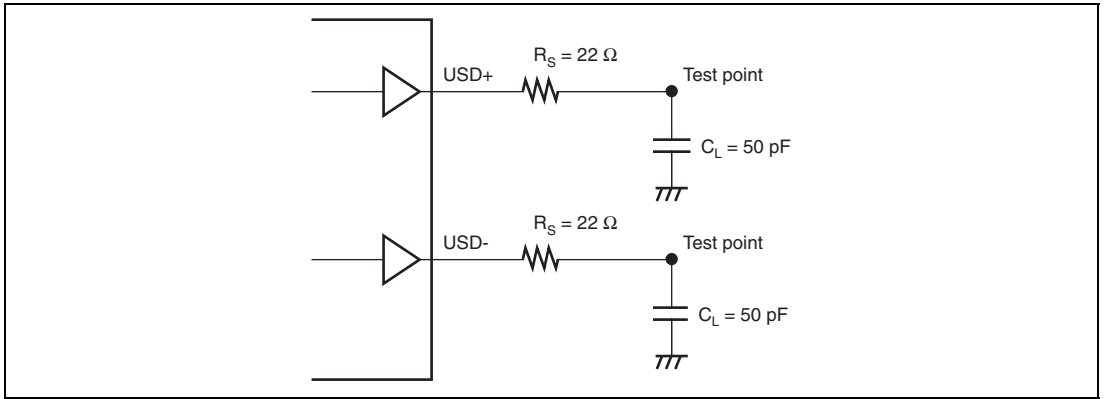 R_S = 22 Ω
USD+
Test point
C_L = 50 pF
R_S = 22 Ω
USD-
Test point
C_L = 50 pF